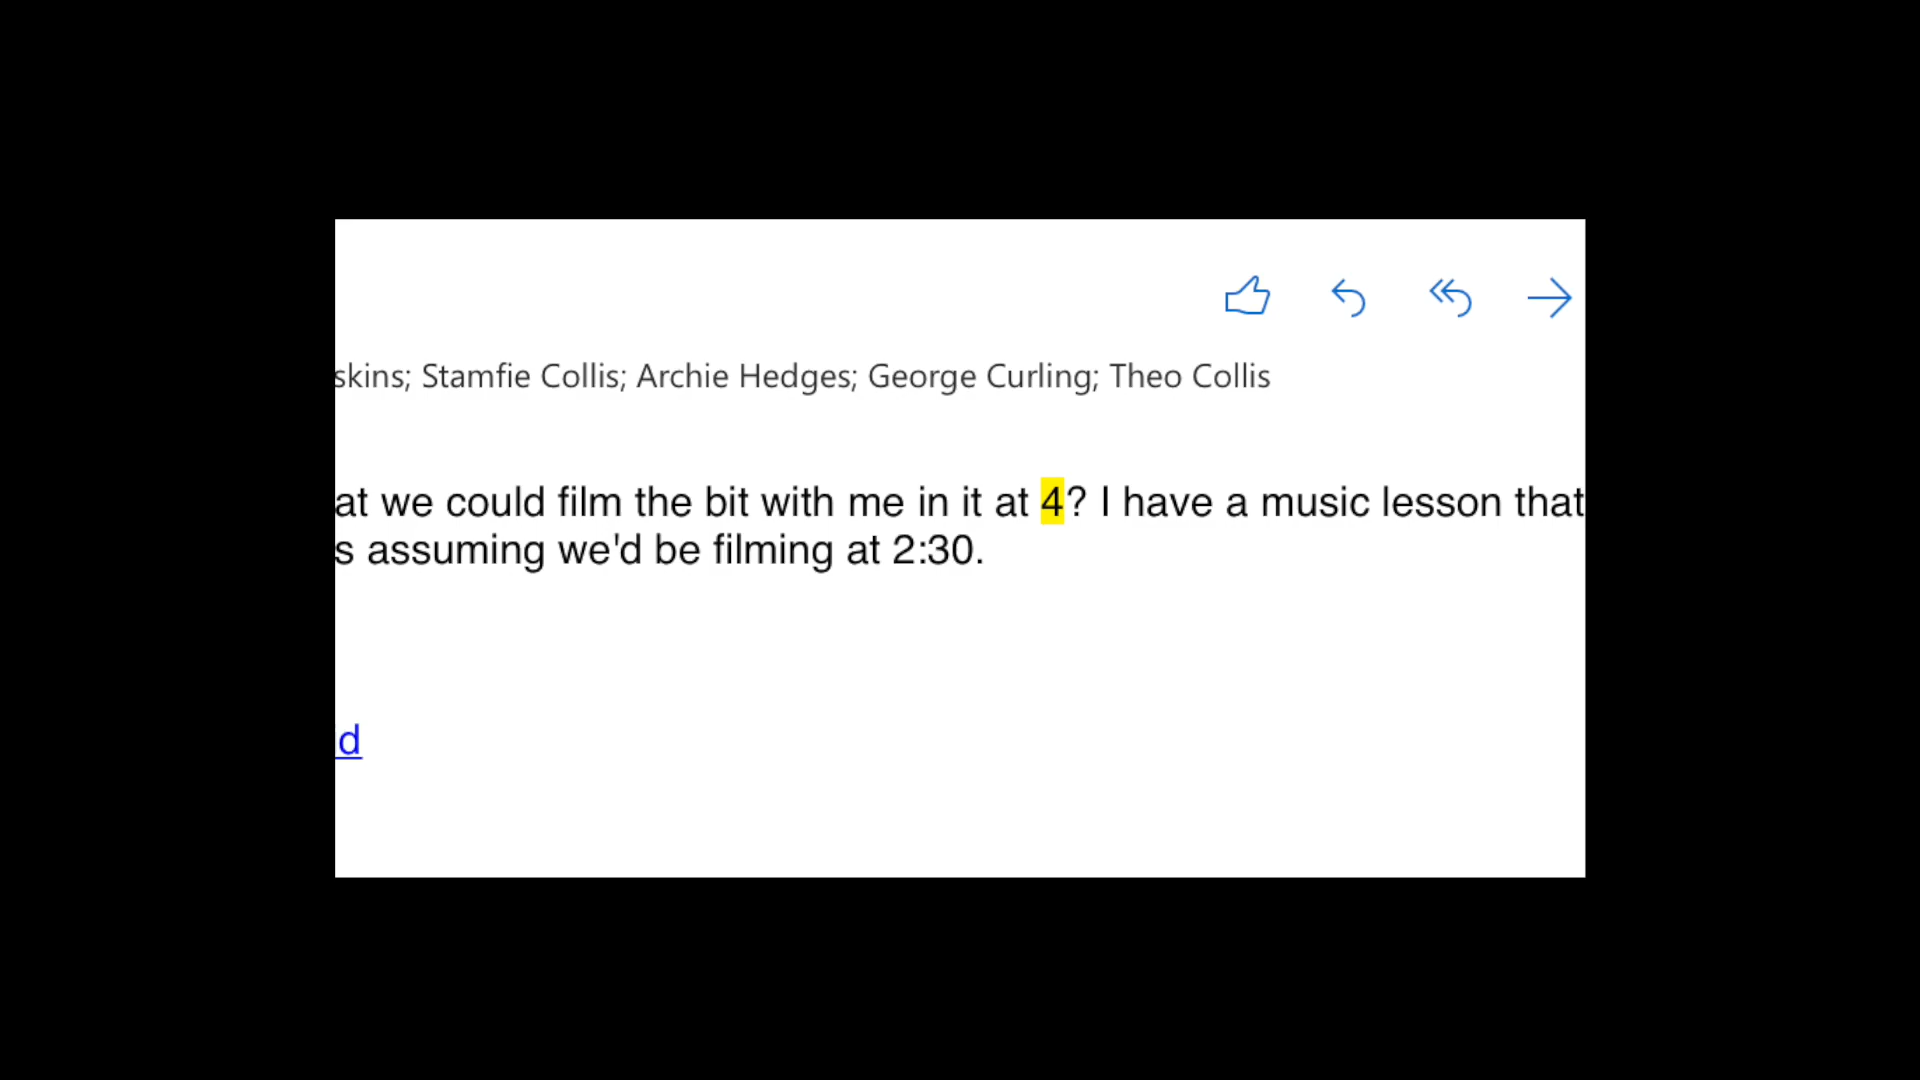 skins; Stamfie Collis; Archie Hedges; George Curling; Theo Collis
at we could film the bit with me in it at 4? I have a music lesson that
s assuming we'd be filming at 2:30.
d